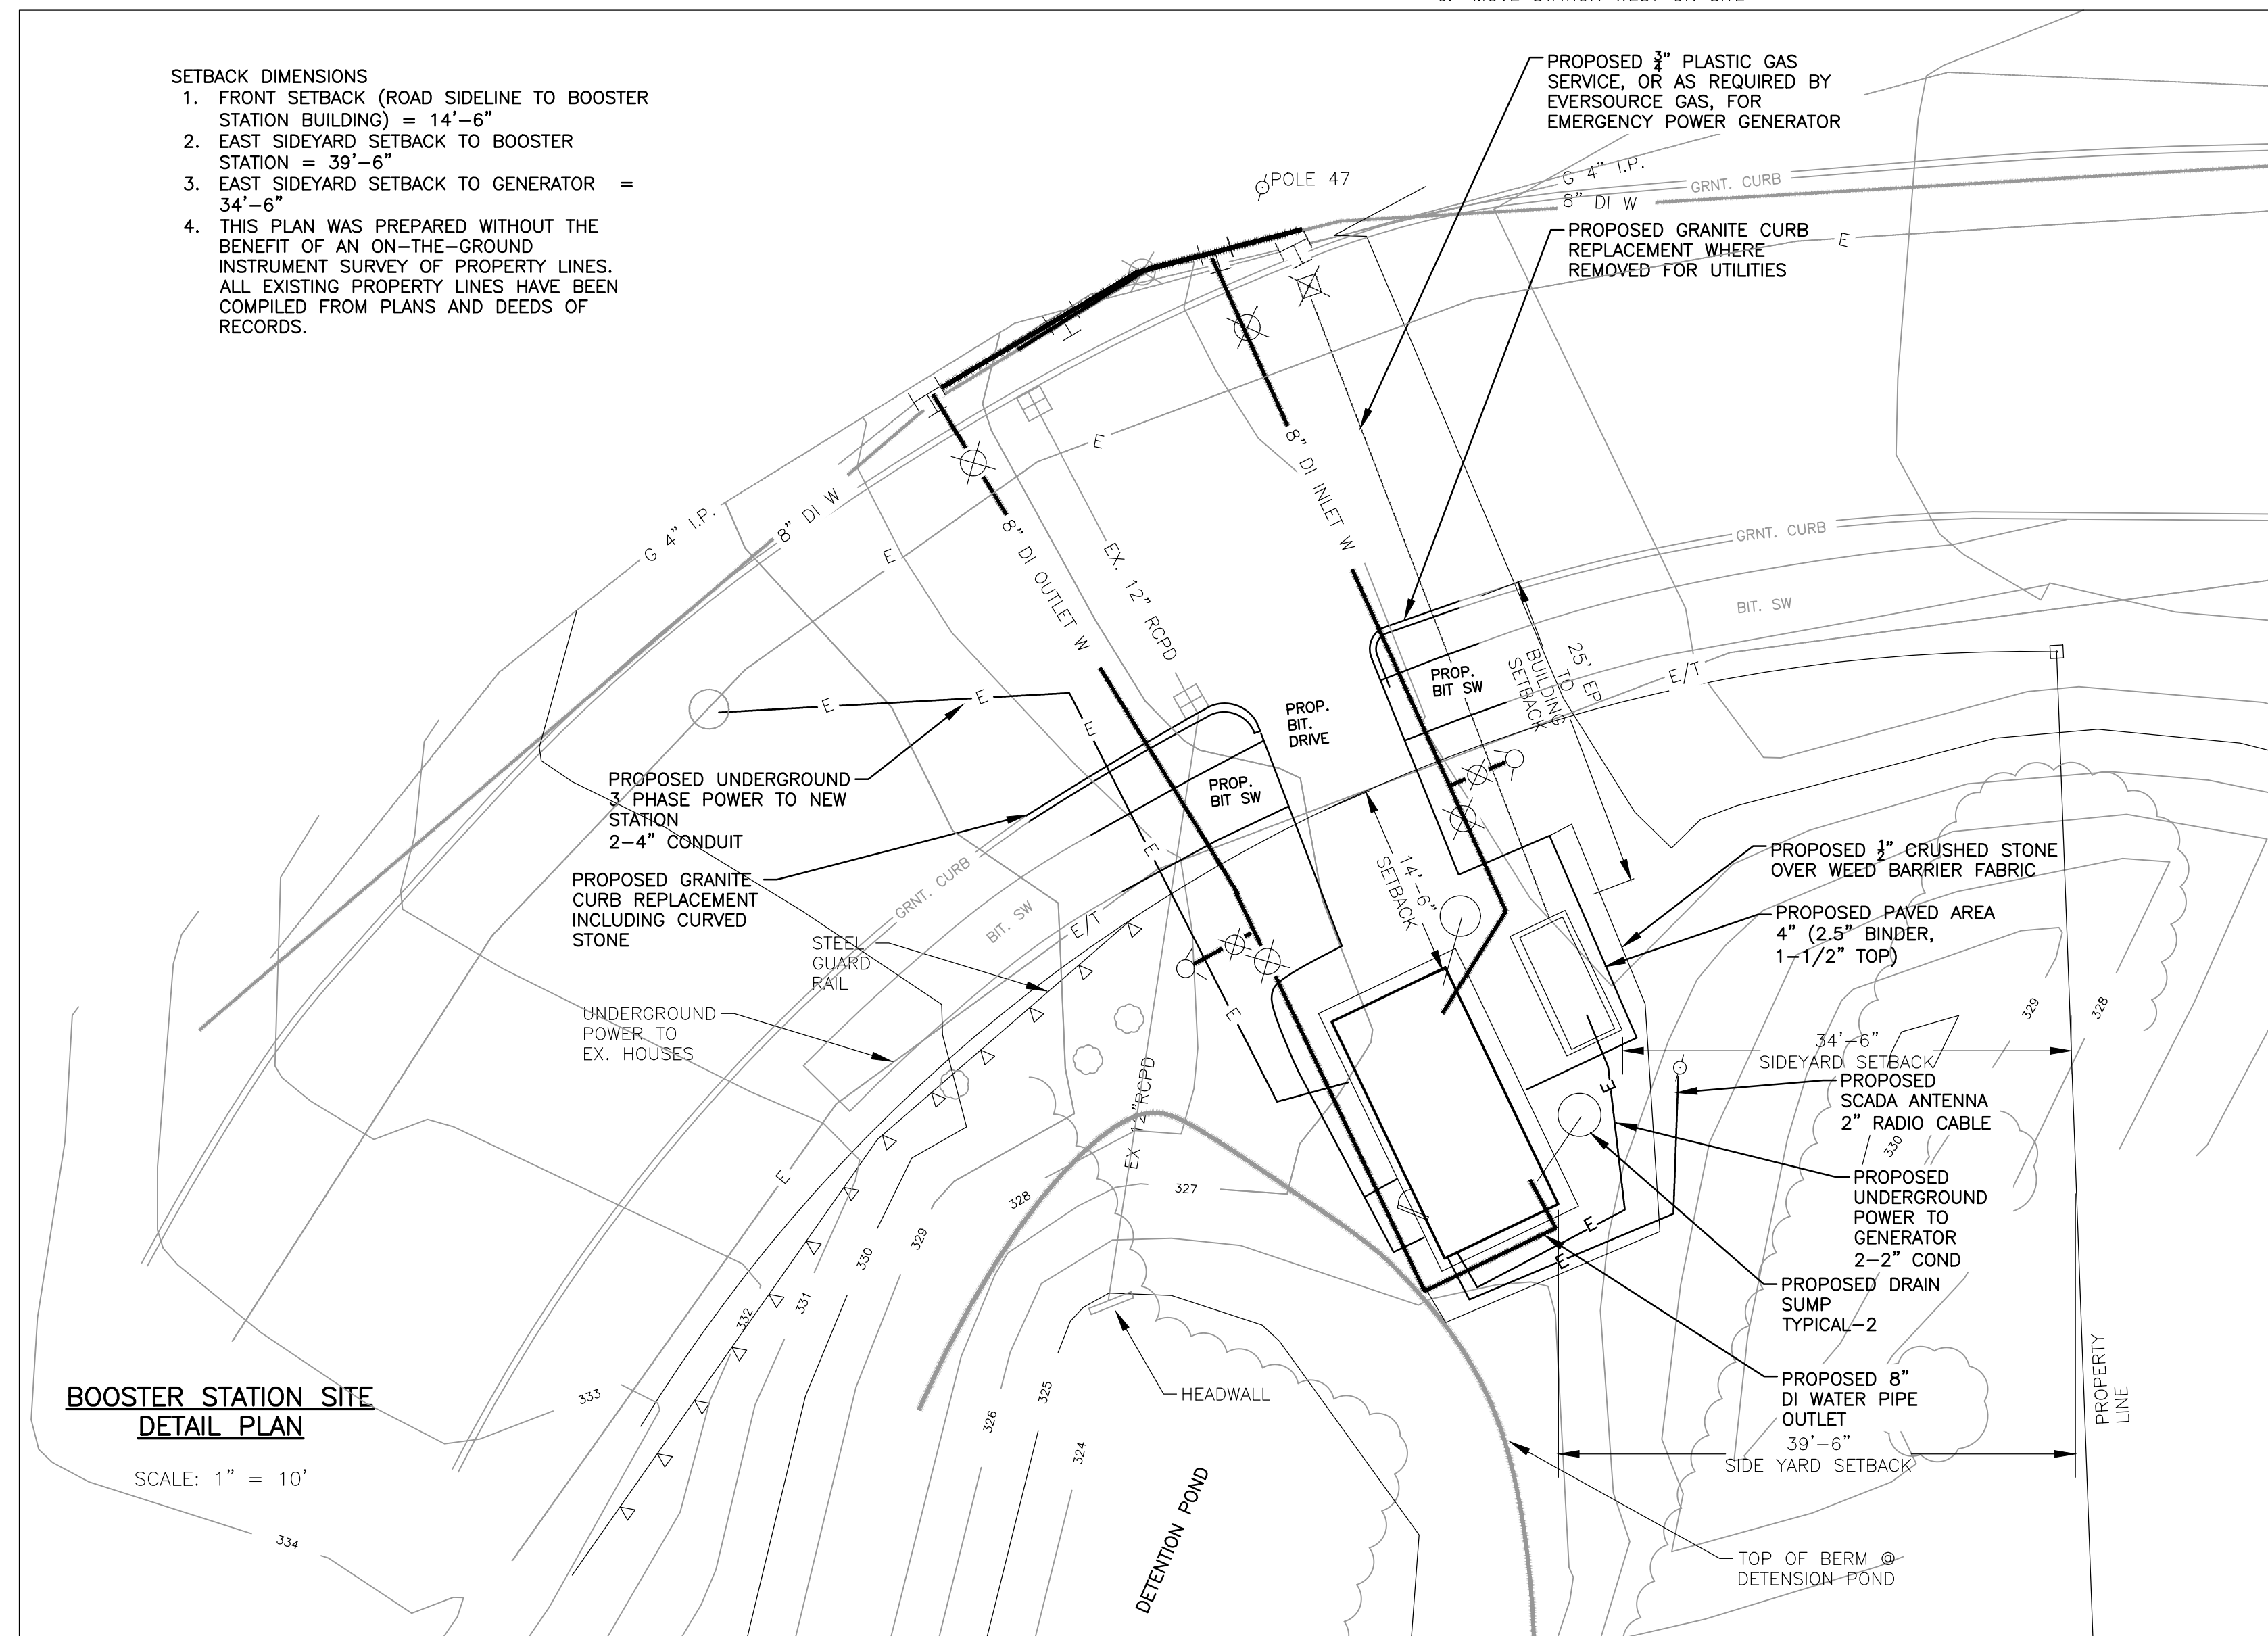 SETBACK DIMENSIONS
1. FRONT SETBACK (ROAD SIDELINE TO BOOSTER
STATION BUILDING) = 14'-6"
2. EAST SIDEYARD SETBACK TO BOOSTER
STATION = 39'-6"
3. EAST SIDEYARD SETBACK TO GENERATOR =
34'-6"
4. THIS PLAN WAS PREPARED WITHOUT THE
BENEFIT OF AN ON-THE-GROUND
INSTRUMENT SURVEY OF PROPERTY LINES.
ALL EXISTING PROPERTY LINES HAVE BEEN
COMPILED FROM PLANS AND DEEDS OF
RECORDS.
PROPOSED 3/4" PLASTIC GAS
SERVICE, OR AS REQUIRED BY
EVERSOURCE GAS, FOR
EMERGENCY POWER GENERATOR
POLE 47
G 4" I.P.
GRNT. CURB
8" DI W
PROPOSED GRANITE CURB
REPLACEMENT WHERE
REMOVED FOR UTILITIES
E
E
E
G 4" I.P.
8" DI W
8" DI OUTLET W
EX. 12" RCPD
8" DI INLET W
GRNT. CURB
BIT. SW
E/T
25' EP
TO
BUILDING
SETBACK
PROP.
BIT SW
PROP.
BIT.
DRIVE
PROP.
BIT SW
E
E
E
E
E
PROPOSED UNDERGROUND
3 PHASE POWER TO NEW
STATION
2-4" CONDUIT
PROPOSED GRANITE
CURB REPLACEMENT
INCLUDING CURVED
STONE
GRNT. CURB
BIT. SW
E/T
STEEL
GUARD
RAIL
UNDERGROUND
POWER TO
EX. HOUSES
14'-6"
SETBACK
PROPOSED 1/2" CRUSHED STONE
OVER WEED BARRIER FABRIC
PROPOSED PAVED AREA
4" (2.5" BINDER,
1-1/2" TOP)
329
328
34'-6"
SIDEYARD SETBACK
PROPOSED
SCADA ANTENNA
2" RADIO CABLE
330
PROPOSED
UNDERGROUND
POWER TO
GENERATOR
2-2" COND
PROPOSED DRAIN
SUMP
TYPICAL-2
PROPOSED 8"
DI WATER PIPE
OUTLET
39'-6"
SIDE YARD SETBACK
PROPERTY
LINE
E
E
E
EX 12"RCPD
E
328
327
329
330
331
332
333
334
325
326
324
HEADWALL
DETENTION POND
TOP OF BERM @
DETENSION POND
BOOSTER STATION SITE
DETAIL PLAN
SCALE: 1" = 10'